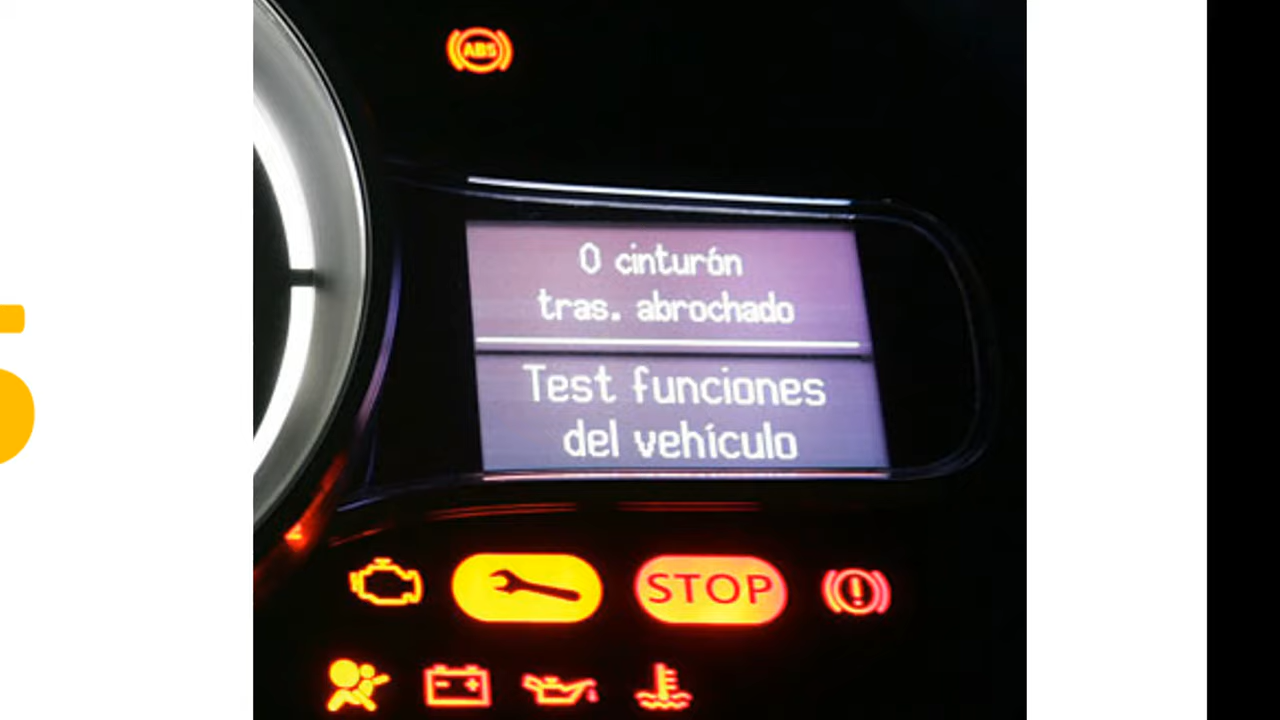 ABS
0 cinturón
tras. abrochado
Test funciones
del vehículo
STOP